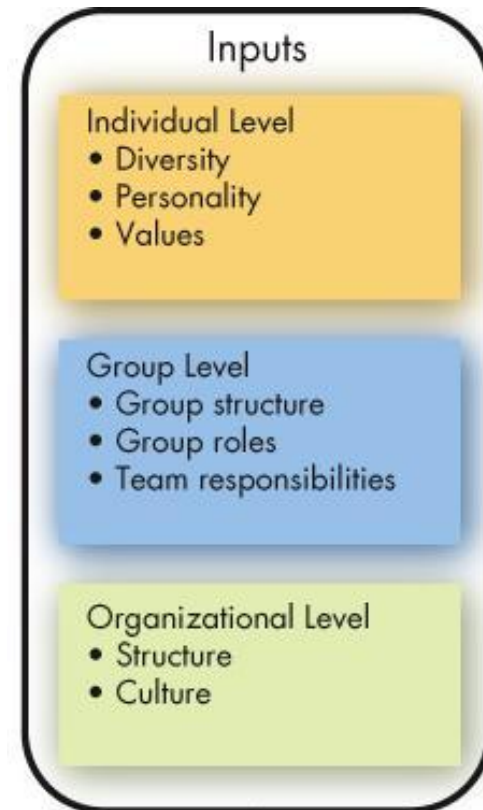 Inputs
Individual Level
• Diversity
• Personality
• Values
Group Level
• Group structure
• Group roles
• Team responsibilities
Organizational Level
• Structure
• Culture